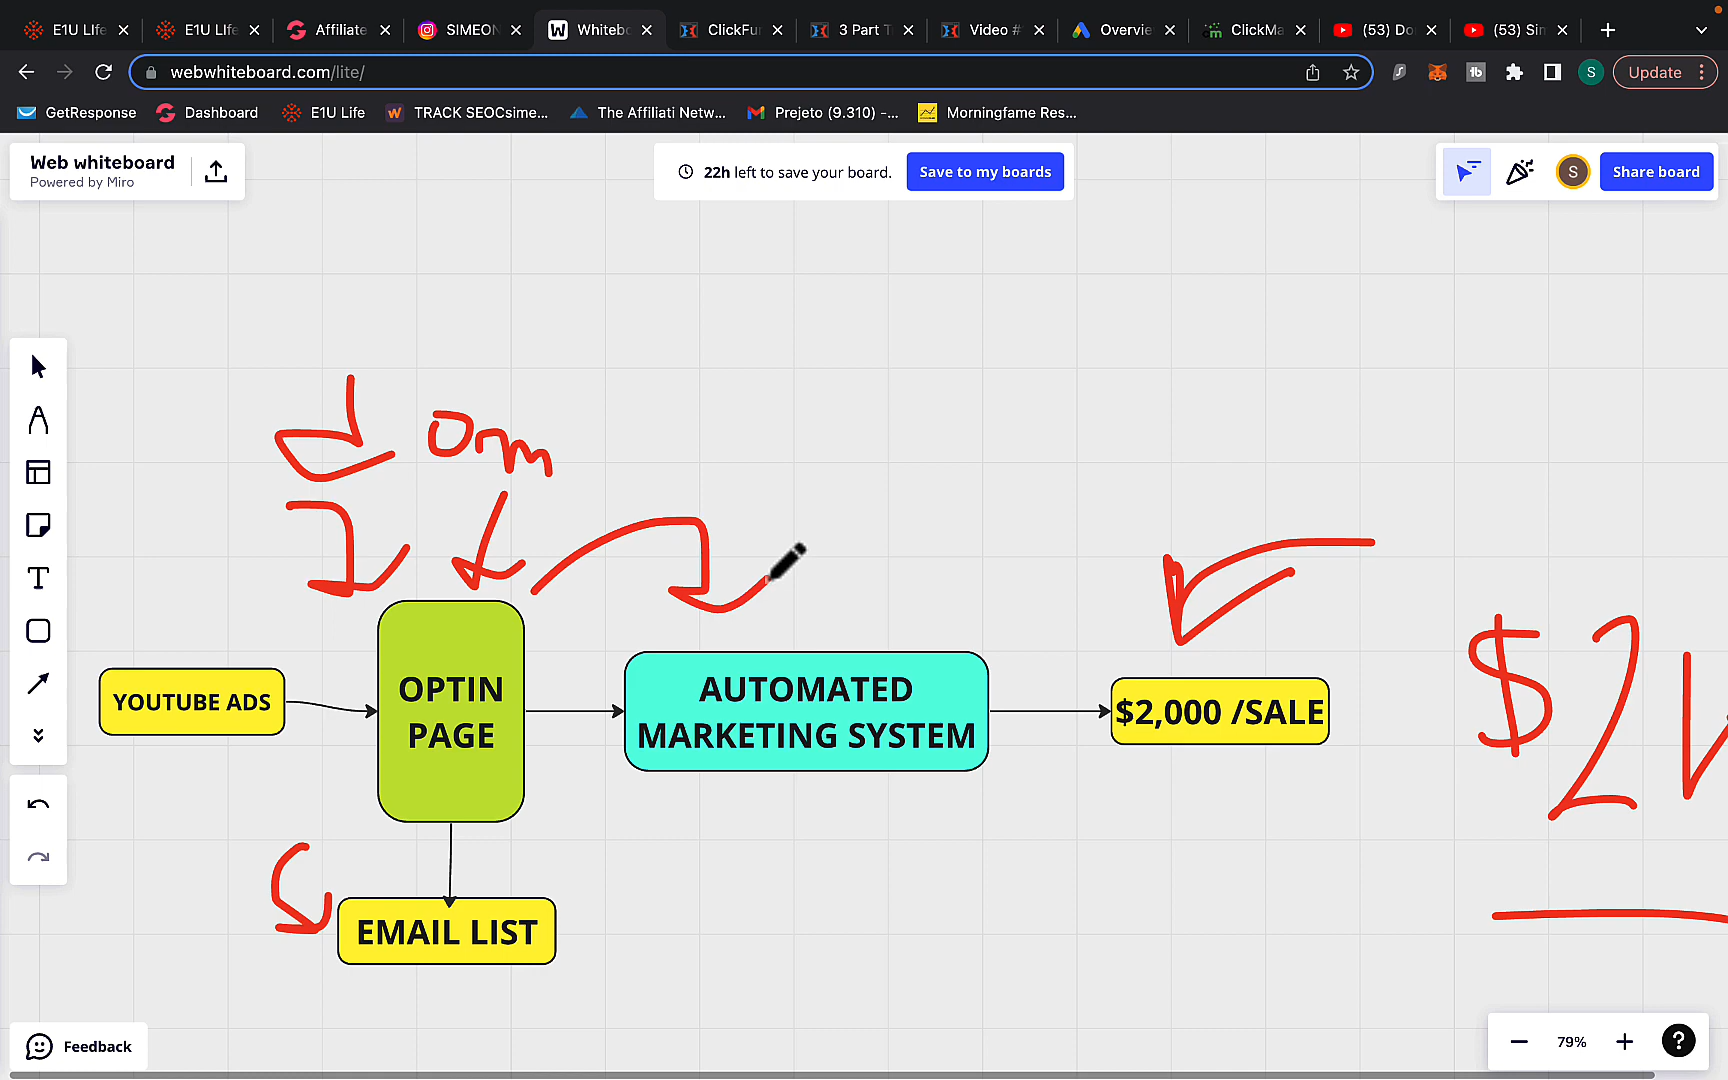 E1U LIfe
E1U LIfe
Affiliate
SIMEON
Whitebo
ClickFu
3 Part T
Video #
Overvie
ClickMa
(53) Do
(53) Sin
webwhiteboard.com/lite/
S
Update
GetResponse
Dashboard
E1U Life
TRACK SEOCsime...
The Affiliati Netw...
Prejeto (9.310) –...
Morningfame Res...
Web whiteboard
Powered by Miro
22h left to save your board.
Save to my boards
S
Share board
YOUTUBE ADS
OPTIN
PAGE
AUTOMATED
MARKETING SYSTEM
$2,000 /SALE
$2
EMAIL LIST
Feedback
79%